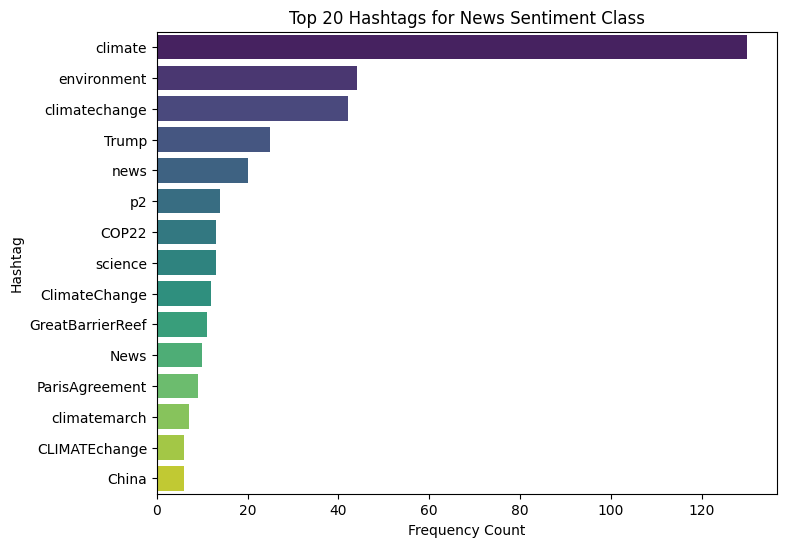 Top 20 Hashtags for News Sentiment Class
climate
environment
climatechange
Trump
news
p2
COP22
science
ClimateChange
GreatBarrierReef
News
ParisAgreement
climatemarch
CLIMATEchange
China
Hashtag
0 20 40 60 80 100 120
Frequency Count